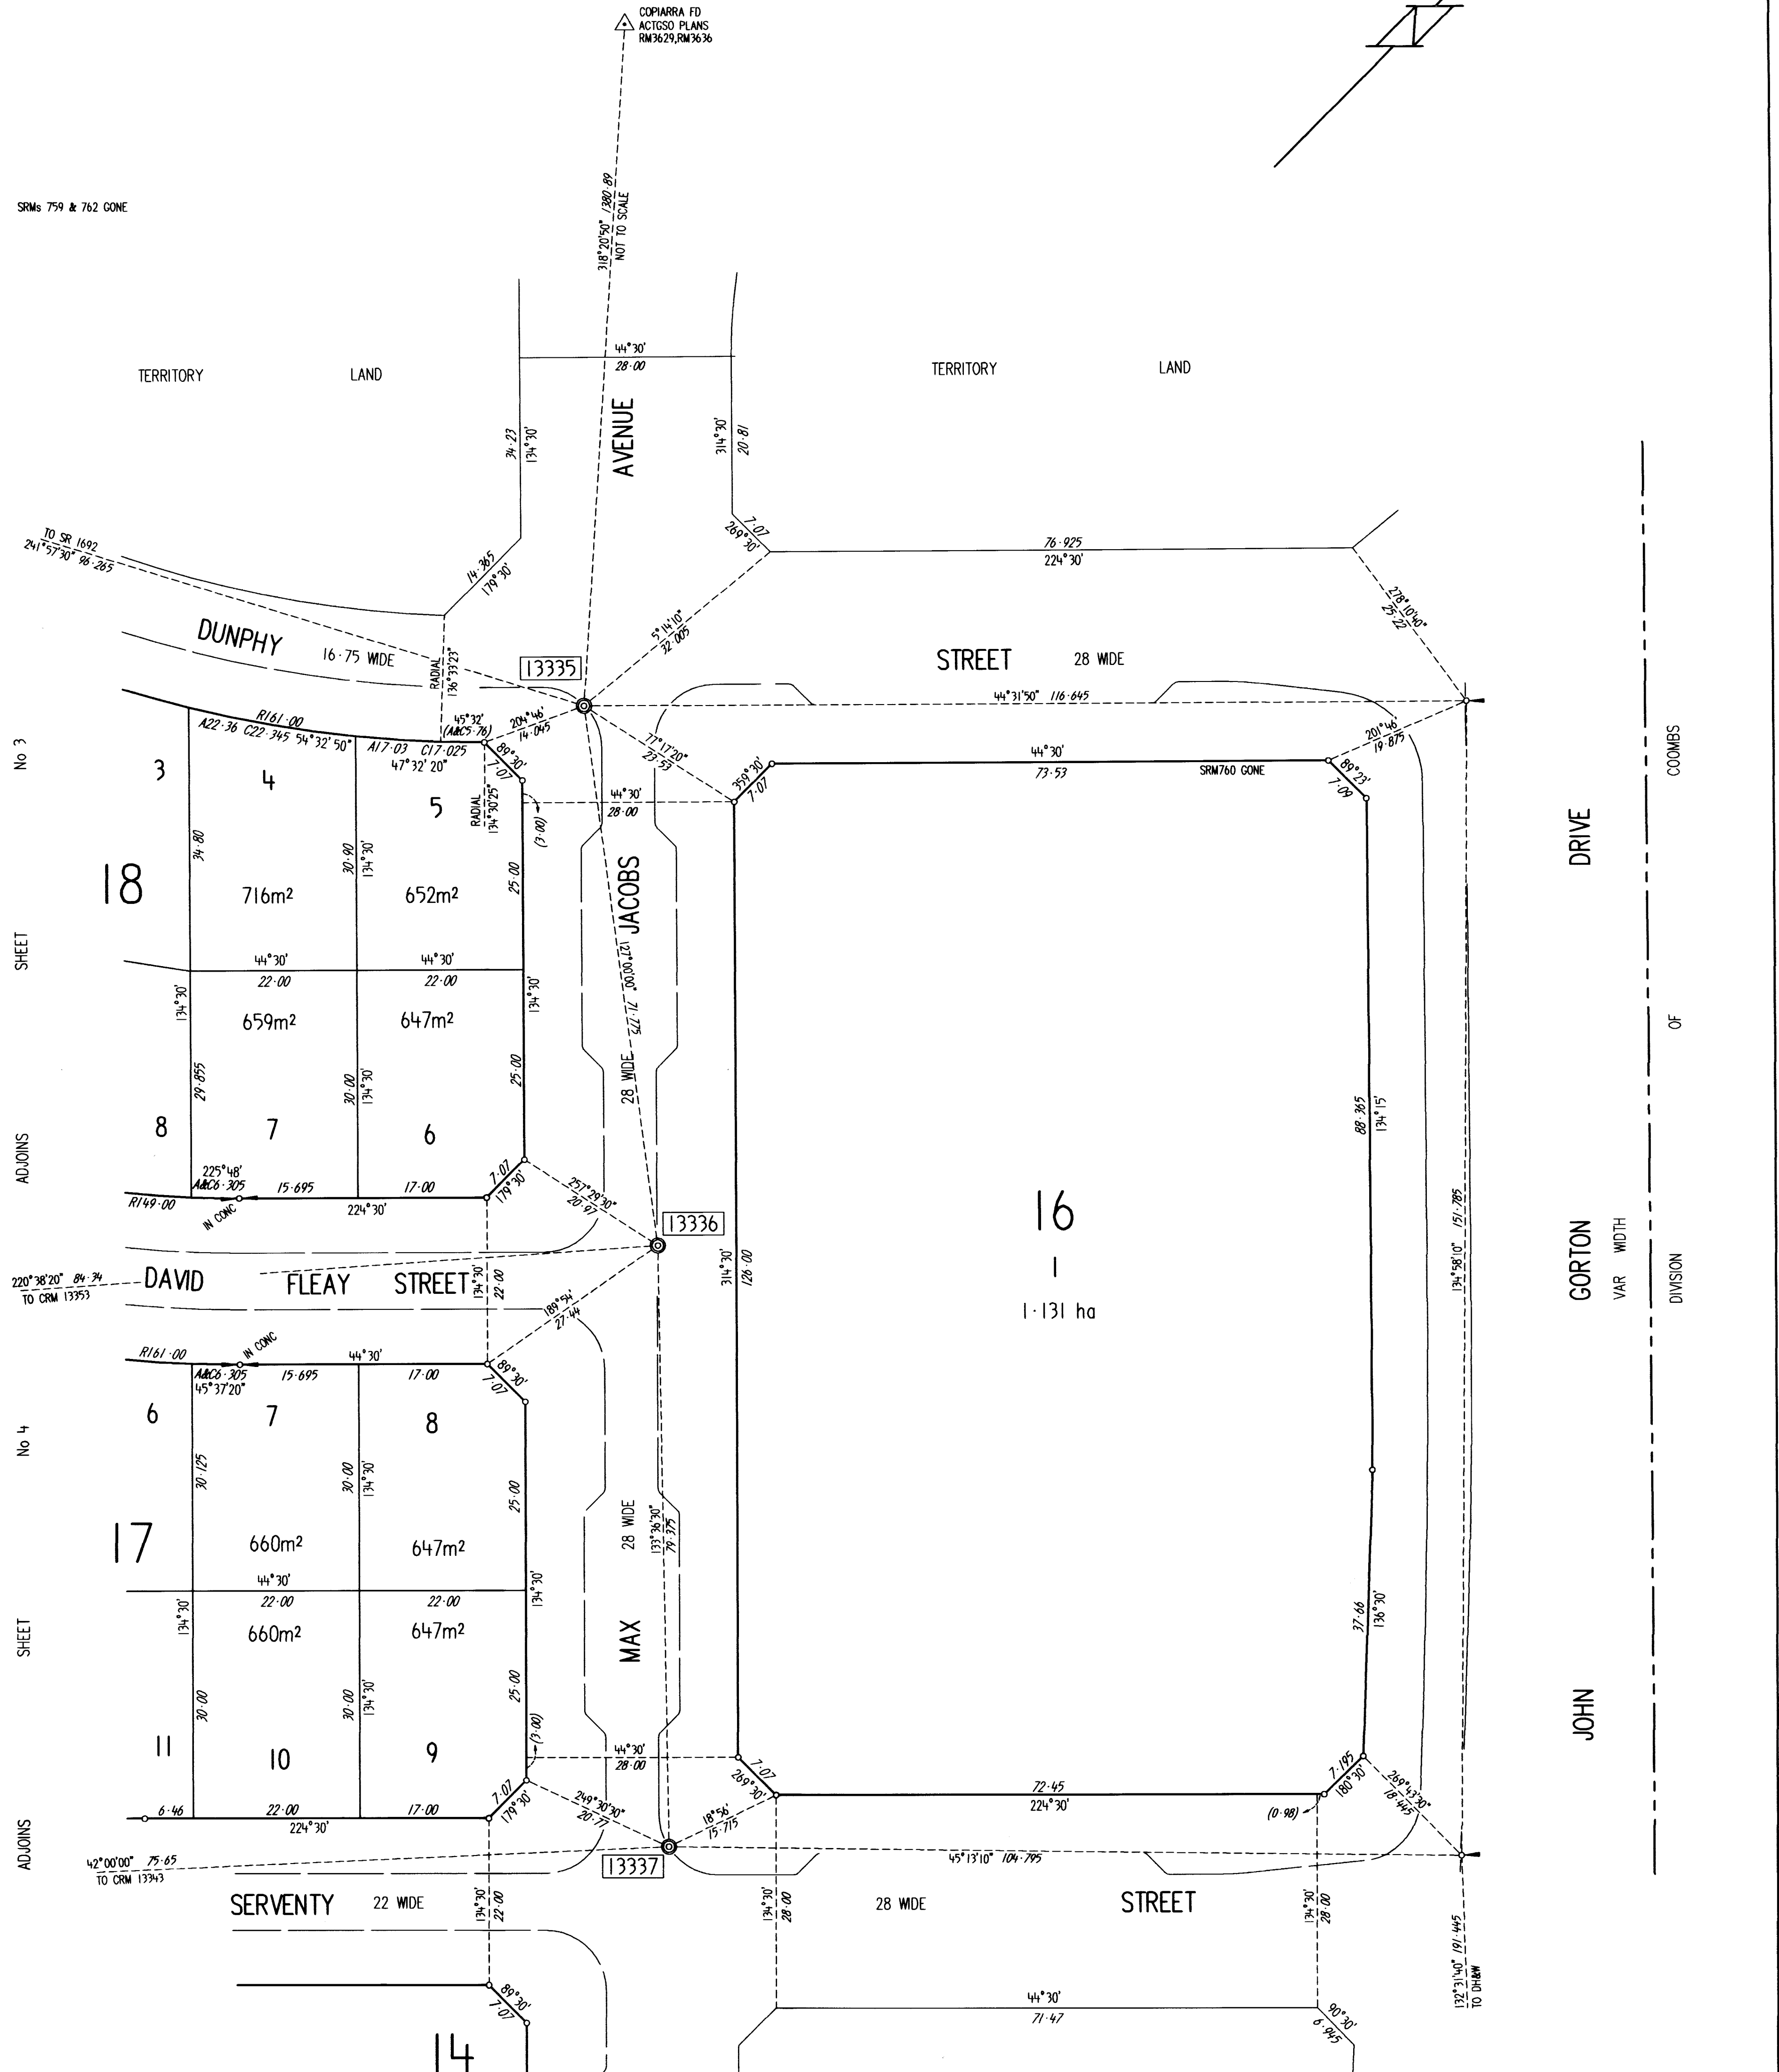 COPIARRA FD
ACTGSO PLANS
RM3629,RM3636
318°20'50" 1380·89
NOT TO SCALE
SRMs 759 & 762 GONE
TERRITORY LAND
44°30'
28·00
TERRITORY LAND
34·23
134°30'
AVENUE
314°30'
20·81
TO SR 1692
241°57'30" 96·265
14·365
179°30'
7·07
269°30'
76·925
224°30'
278°10'40"
25·22
DUNPHY
16·75 WIDE
RADIAL
136°33'23"
13335
5°14'10"
32·005
STREET 28 WIDE
44°31'50" 116·645
R161·00
A22·36 C22·345 54°32'50"
A17·03 C17·025
47°32'20"
45°32'
(A&C5·76)
204°46'
14·045
89°30'
7·07
77°17'20"
23·53
359°30'
7·07
44°30'
73·53
SRM760 GONE
201°46'
19·875
89°23'
7·09
No 3
3
4
5
RADIAL
134°30'25"
(3·00)
44°30'
28·00
COOMBS
DRIVE
34·80
30·90
134°30'
25·00
18
716m²
652m²
JACOBS
127°00'00" 71·775
SHEET
44°30'
22·00
44°30'
22·00
134°30'
659m²
647m²
134°30'
OF
28 WIDE
88·365
134°15'
29·855
30·00
134°30'
25·00
ADJOINS
8
7
6
225°48'
A&C6·305
15·695
17·00
R149·00
IN CONC
224°30'
7·07
179°30'
257°29'30"
20·97
13336
16
1
1·131 ha
314°30'
126·00
134°58'10" 151·785
GORTON
VAR WIDTH
DIVISION
220°38'20" 84·34
TO CRM 13353
DAVID FLEAY STREET
134°30'
22·00
189°54'
27·44
R161·00
IN CONC
44°30'
A&C6·305
15·695
17·00
45°37'20"
89°30'
7·07
No 4
6
7
8
30·125
30·00
134°30'
25·00
17
660m²
647m²
28 WIDE
133°36'30"
79·375
44°30'
22·00
22·00
134°30'
134°30'
660m²
647m²
37·66
136°30'
SHEET
MAX
30·00
30·00
134°30'
25·00
JOHN
11
10
9
(3·00)
44°30'
28·00
7·07
269°30'
7·195
180°30'
269°43'30"
18·445
ADJOINS
6·46
22·00
17·00
224°30'
7·07
179°30'
249°30'30"
20·77
18°56'
15·715
72·45
224°30'
(0·98)
42°00'00" 75·65
TO CRM 13343
13337
45°13'10" 104·795
SERVENTY 22 WIDE
134°30'
22·00
134°30'
28·00
28 WIDE
STREET
134°30'
28·00
132°31'40" 191·445
TO DH&W
89°30'
7·07
44°30'
71·47
90°30'
6·945
14